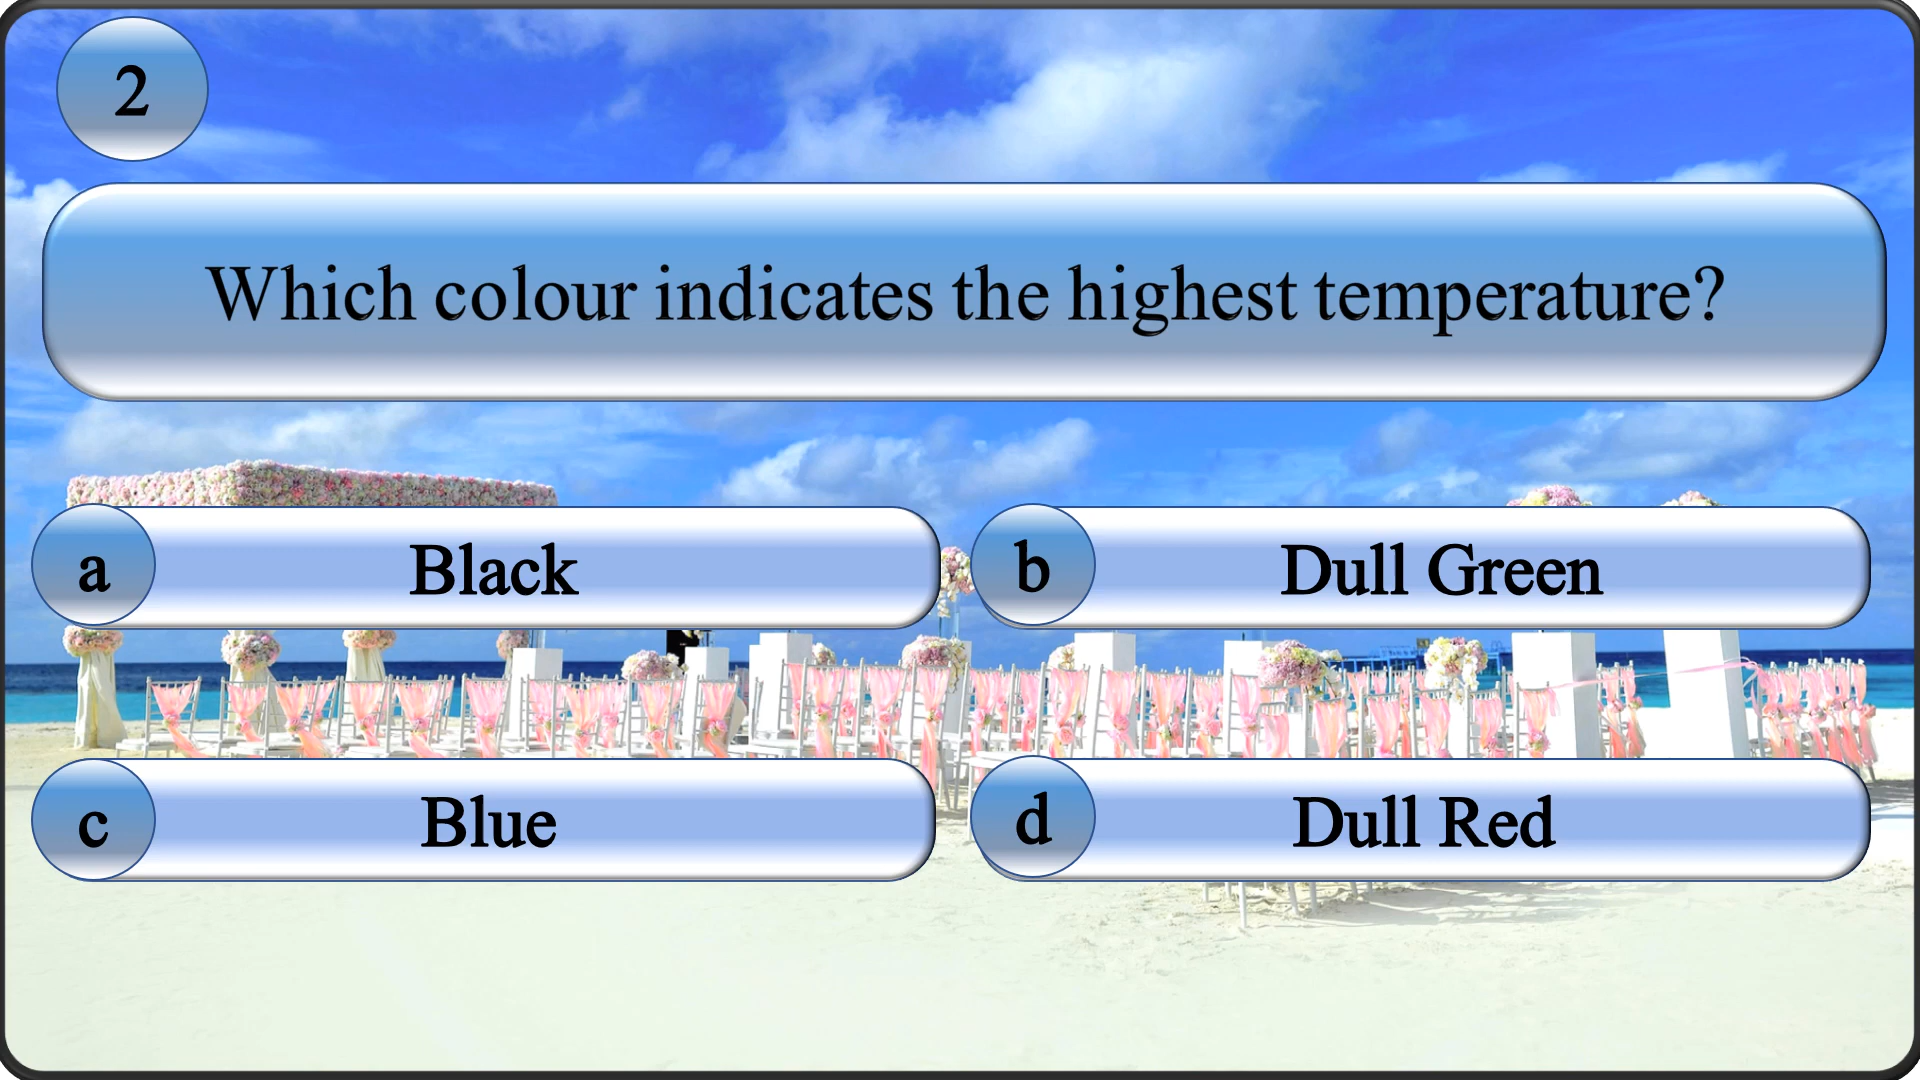 2
Which colour indicates the highest temperature?
a Black
b Dull Green
c Blue
d Dull Red